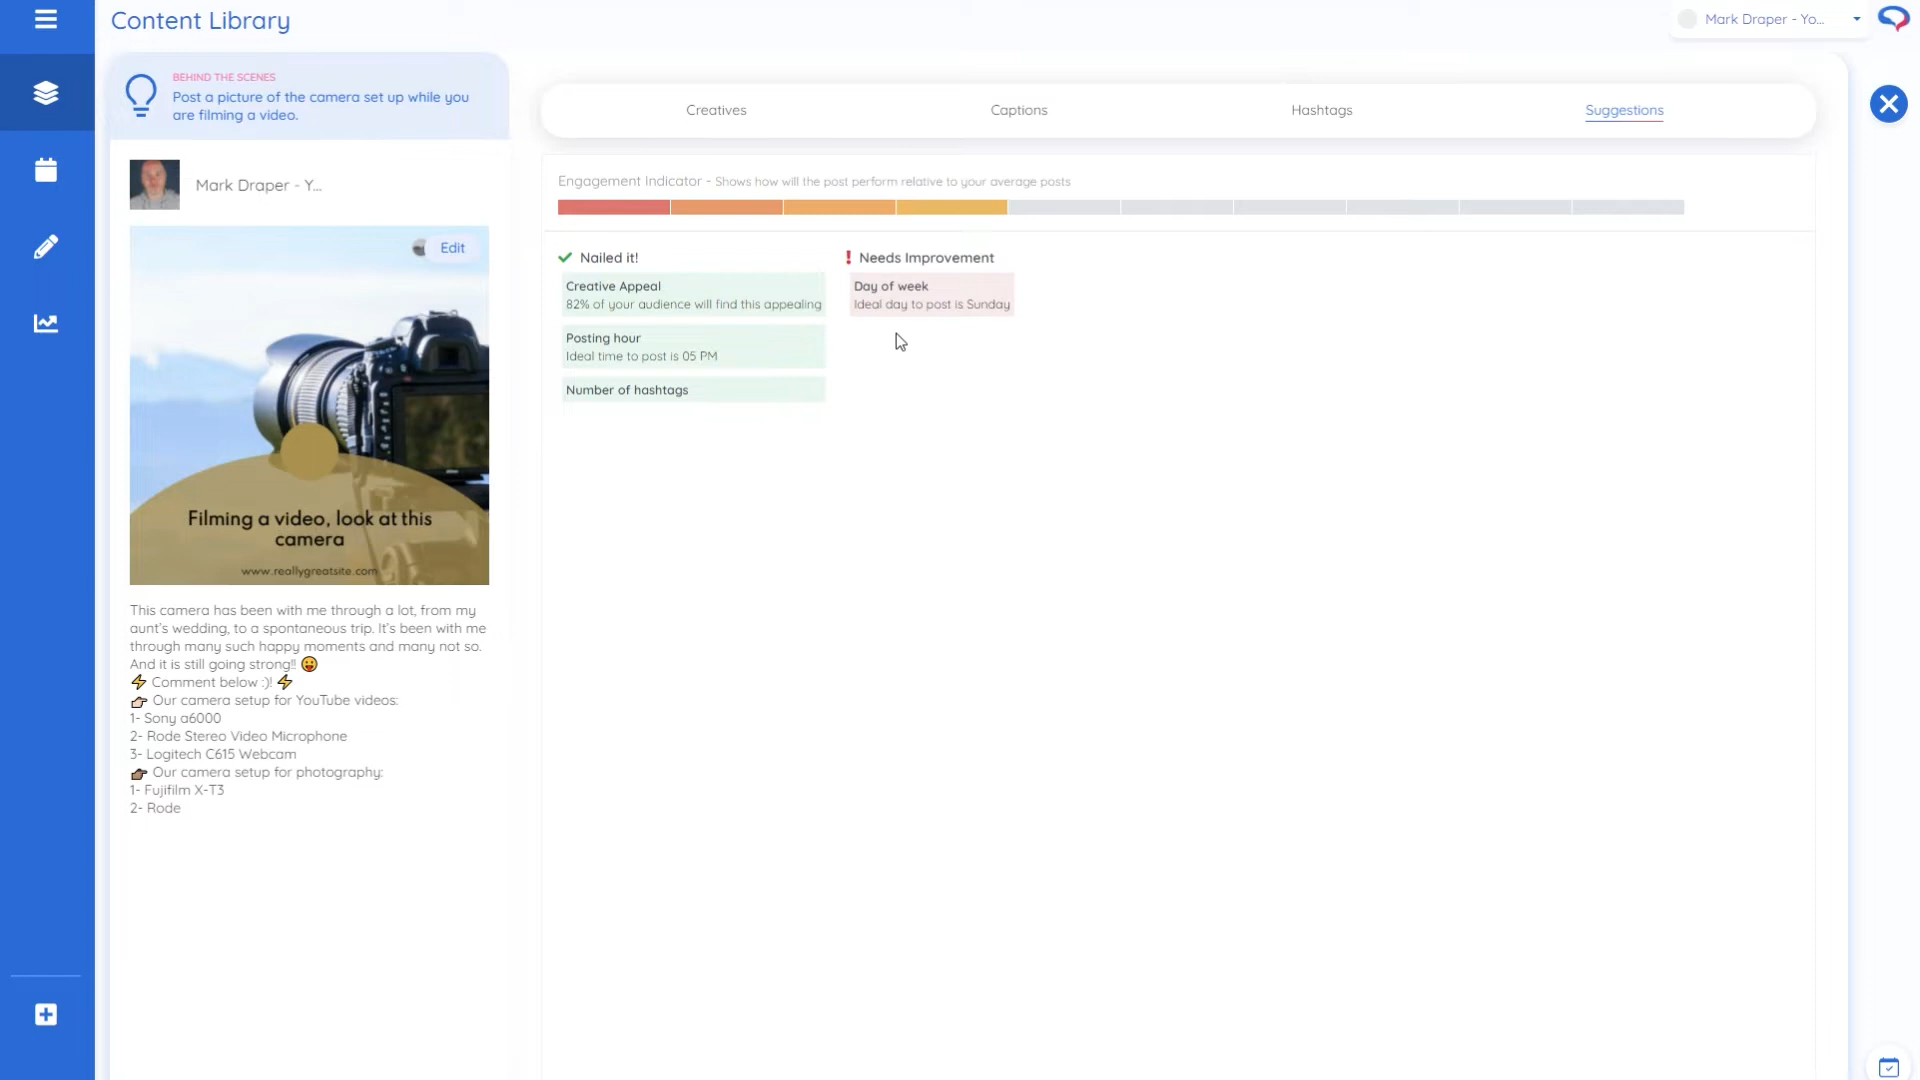 Content Library
Mark Draper - Yo...
BEHIND THE SCENES
Post a picture of the camera set up while you
are filming a video.
Creatives
Captions
Hashtags
Suggestions
Mark Draper - Y...
Edit
Filming a video, look at this
camera
www.reallygreatsite.com
This camera has been with me through a lot, from my
aunt's wedding, to a spontaneous trip. It's been with me
through many such happy moments and many not so.
And it is still going strong!! 😛
⚡ Comment below :)! ⚡
👉🏻 Our camera setup for YouTube videos:
1- Sony a6000
2- Rode Stereo Video Microphone
3- Logitech C615 Webcam
👉🏾 Our camera setup for photography:
1- Fujifilm X-T3
2- Rode
Engagement Indicator - Shows how will the post perform relative to your average posts
Nailed it!
Creative Appeal
82% of your audience will find this appealing
Posting hour
Ideal time to post is 05 PM
Number of hashtags
Needs Improvement
Day of week
Ideal day to post is Sunday